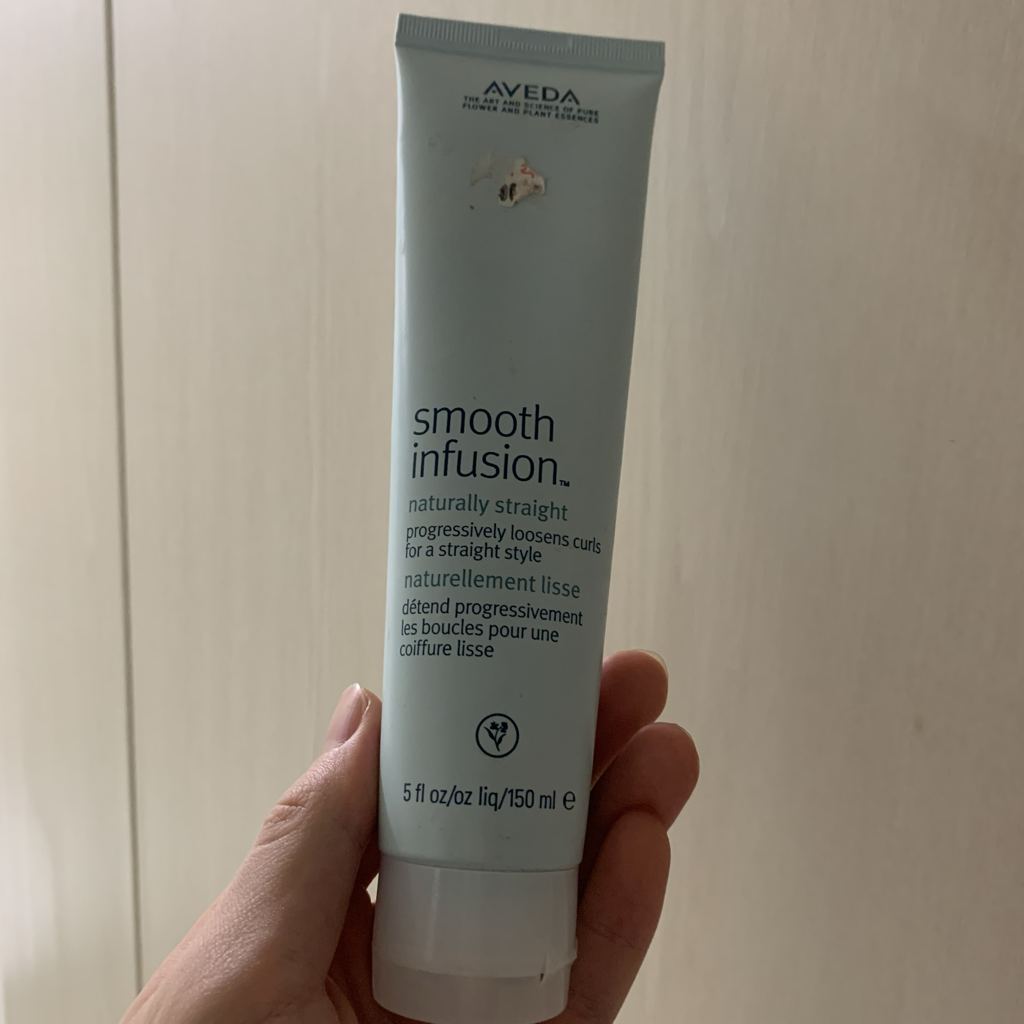 AVEDA
THE ART AND SCIENCE OF PURE
FLOWER AND PLANT ESSENCES
smooth
infusion™
naturally straight
progressively loosens curls
for a straight style
naturellement lisse
détend progressivement
les boucles pour une
coiffure lisse
5 fl oz/oz liq/150 ml ℮